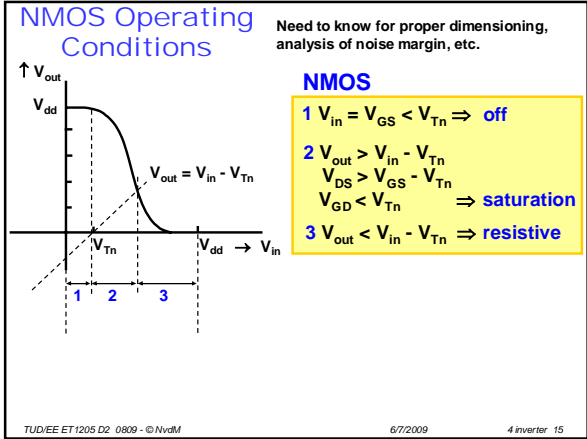 NMOS Operating
Conditions
Need to know for proper dimensioning,
analysis of noise margin, etc.
↑ Vout
Vdd
Vout = Vin - VTn
VTn
Vdd → Vin
1 2 3
NMOS
1 Vin = VGS < VTn ⇒ off
2 Vout > Vin - VTn
VDS > VGS - VTn
VGD < VTn ⇒ saturation
3 Vout < Vin - VTn ⇒ resistive
TUD/EE ET1205 D2 0809 - © NvdM
6/7/2009
4 inverter 15